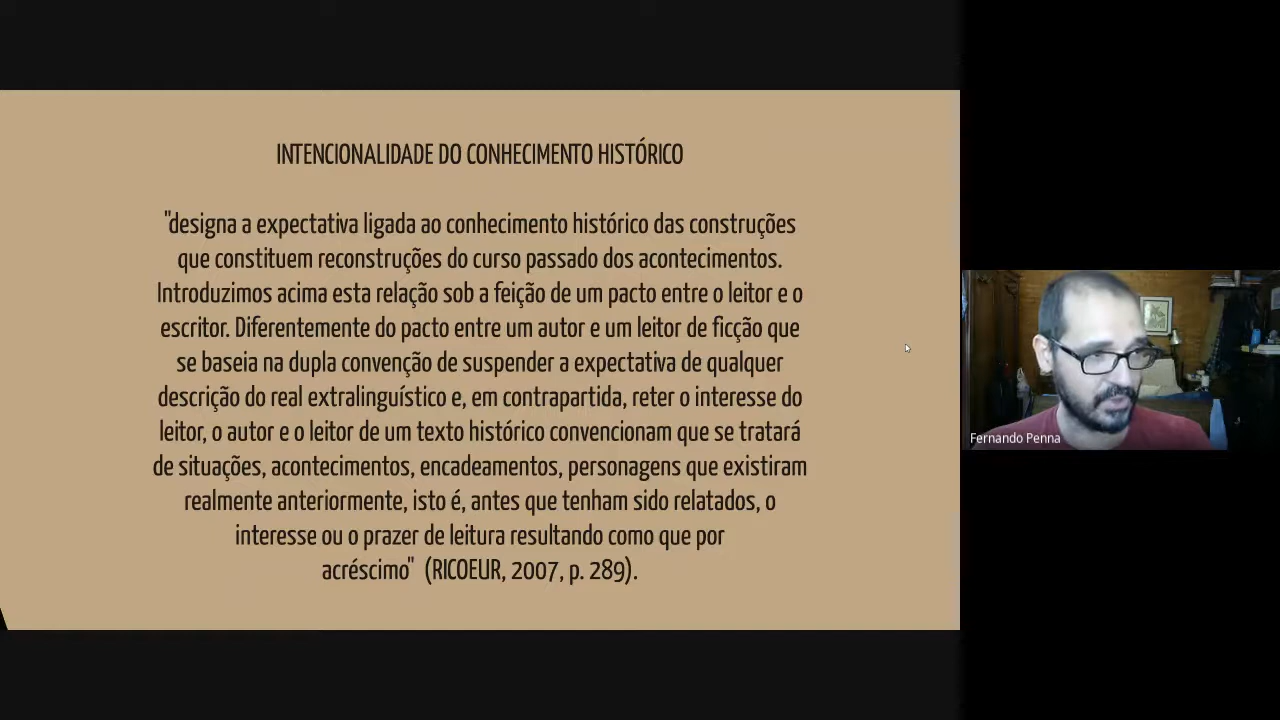 INTENCIONALIDADE DO CONHECIMENTO HISTÓRICO
"designa a expectativa ligada ao conhecimento histórico das construções
que constituem reconstruções do curso passado dos acontecimentos.
Introduzimos acima esta relação sob a feição de um pacto entre o leitor e o
escritor. Diferentemente do pacto entre um autor e um leitor de ficção que
se baseia na dupla convenção de suspender a expectativa de qualquer
descrição do real extralinguístico e, em contrapartida, reter o interesse do
leitor, o autor e o leitor de um texto histórico convencionam que se tratará
de situações, acontecimentos, encadeamentos, personagens que existiram
realmente anteriormente, isto é, antes que tenham sido relatados, o
interesse ou o prazer de leitura resultando como que por
acréscimo" (RICOEUR, 2007, p. 289).
Fernando Penna